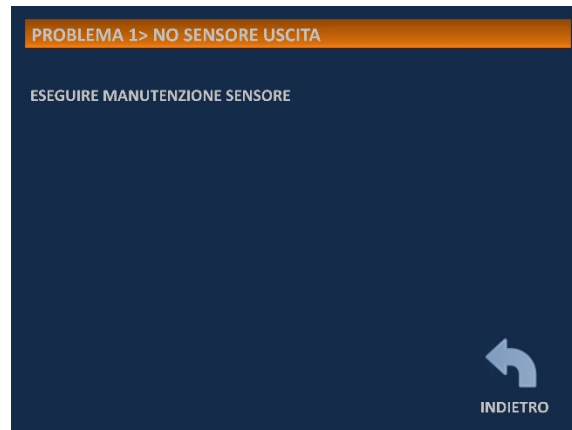 PROBLEMA 1> NO SENSORE USCITA
ESEGUIRE MANUTENZIONE SENSORE
INDIETRO